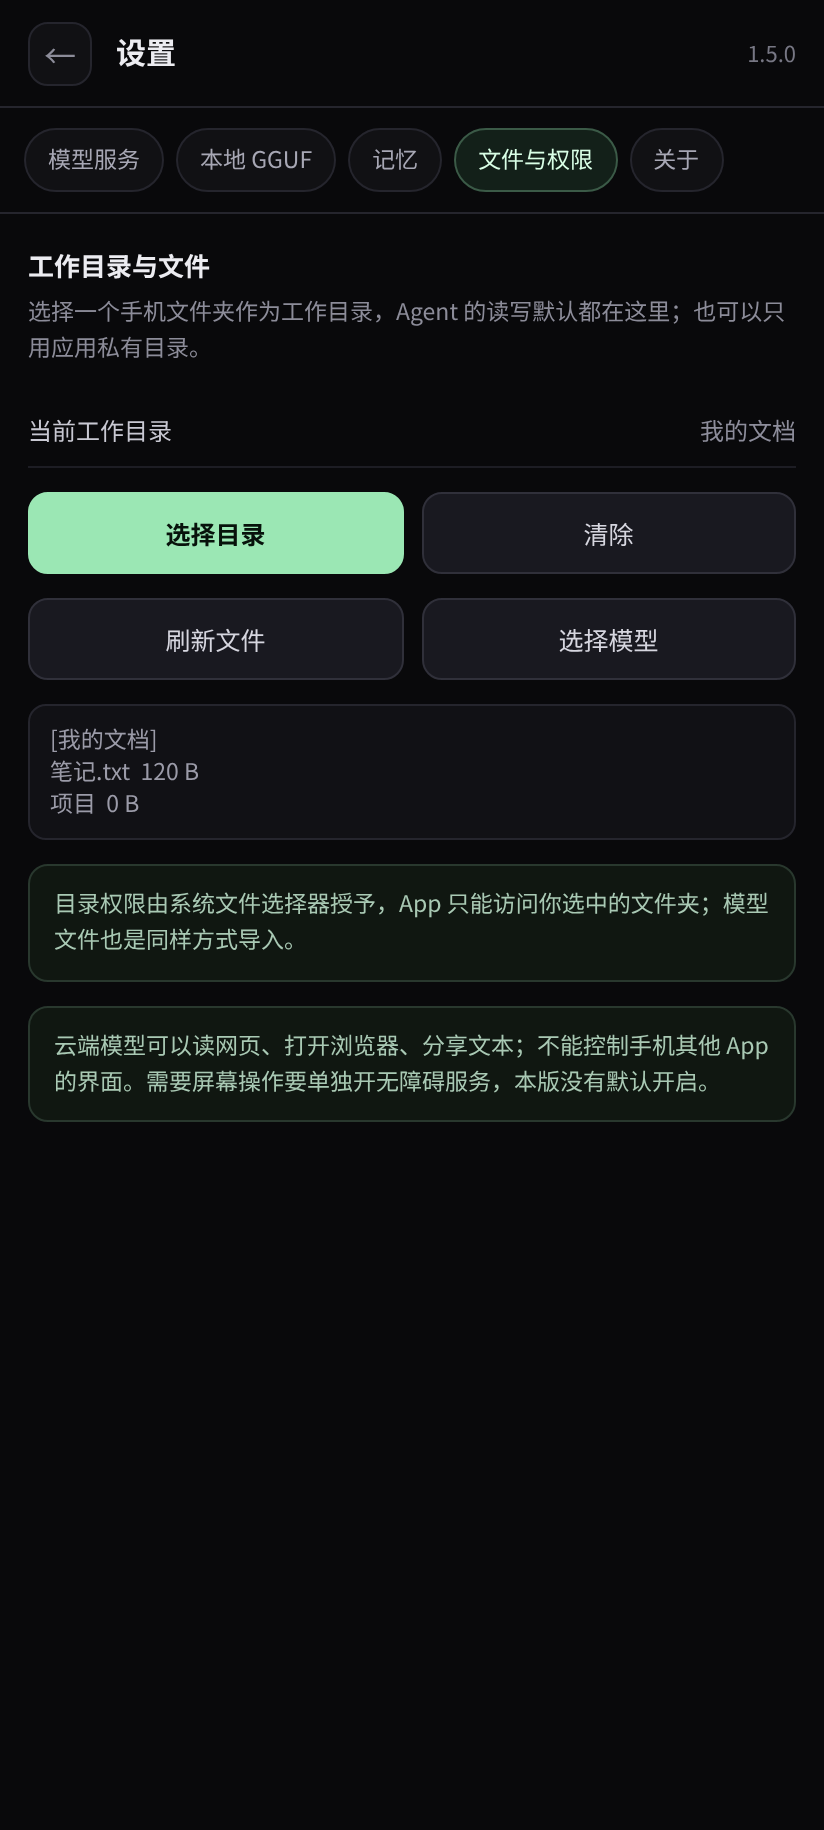 ← 设置 1.5.0
模型服务 本地 GGUF 记忆 文件与权限 关于
工作目录与文件
选择一个手机文件夹作为工作目录，Agent 的读写默认都在这里；也可以只
用应用私有目录。
当前工作目录 我的文档
选择目录 清除
刷新文件 选择模型
[我的文档]
笔记.txt 120 B
项目 0 B
目录权限由系统文件选择器授予，App 只能访问你选中的文件夹；模型
文件也是同样方式导入。
云端模型可以读网页、打开浏览器、分享文本；不能控制手机其他 App
的界面。需要屏幕操作要单独开无障碍服务，本版没有默认开启。